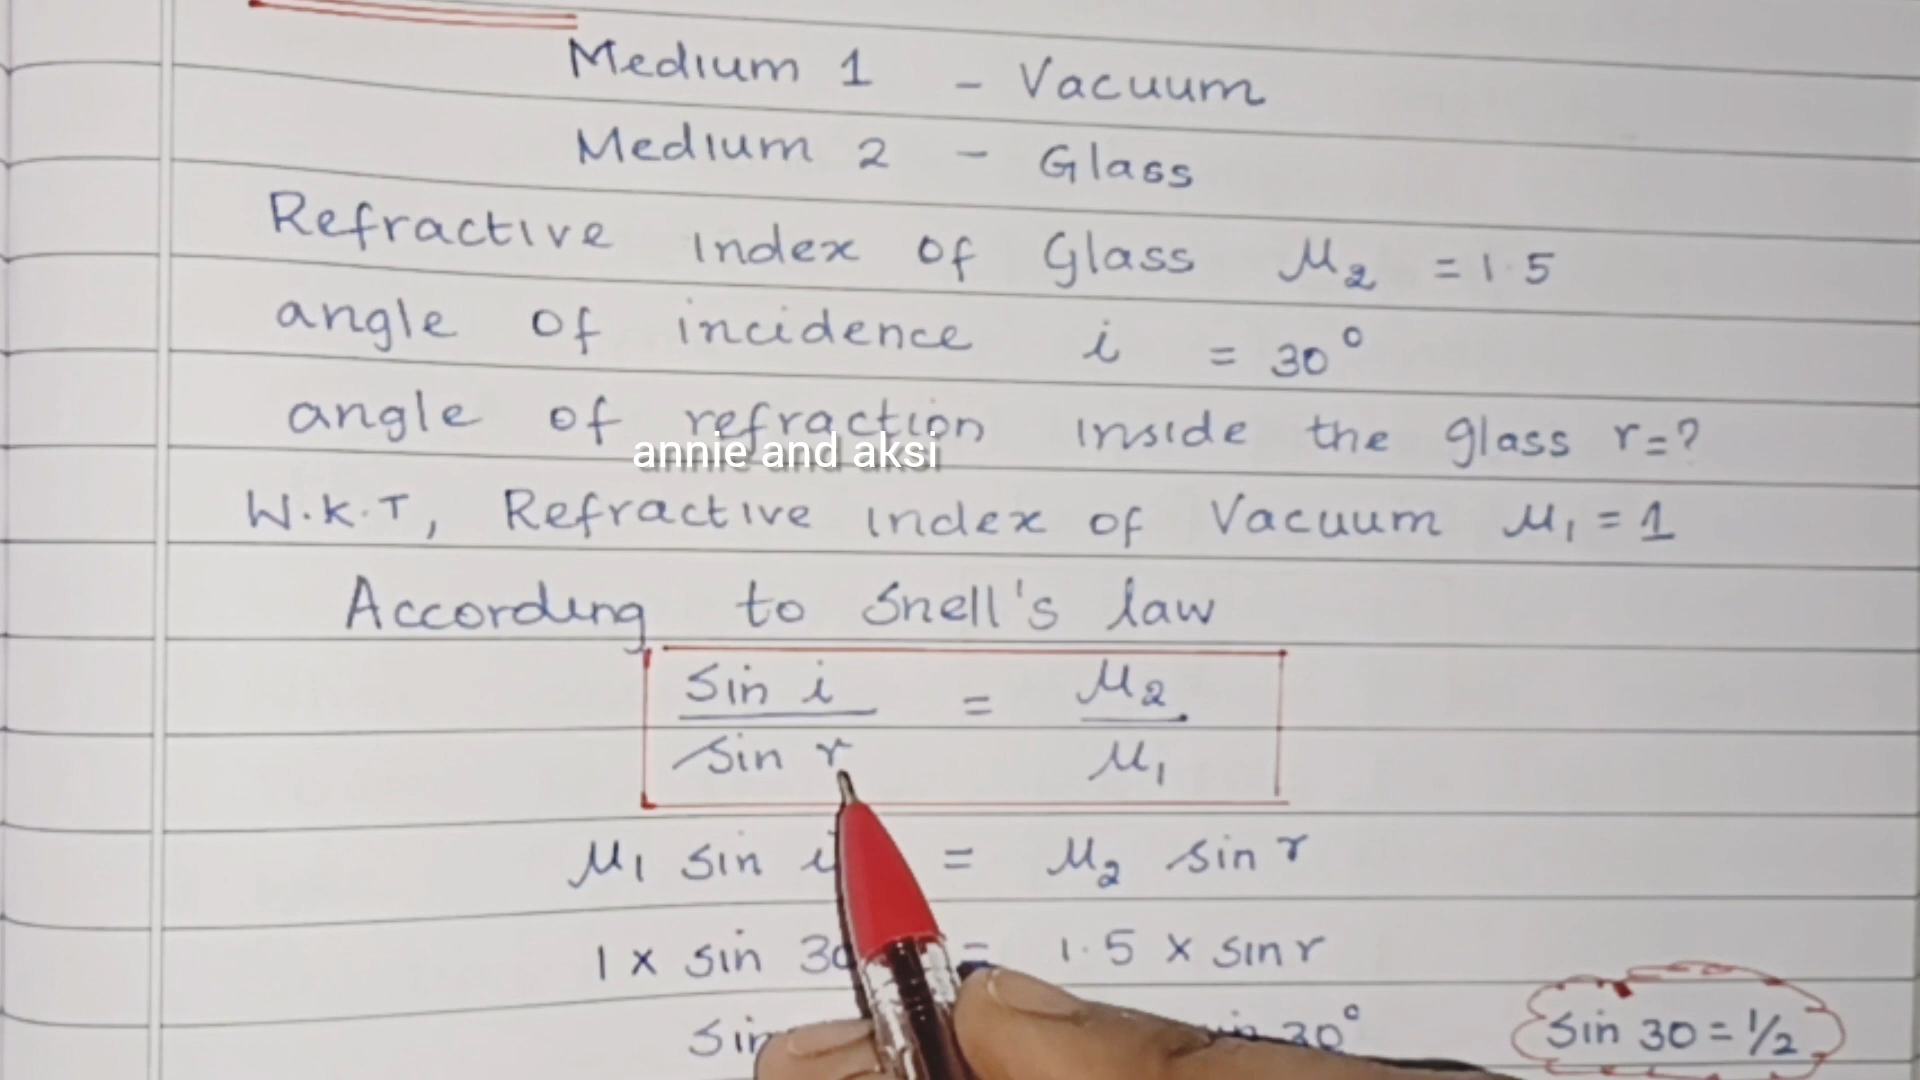 Medium 1 - Vacuum
Medium 2 - Glass
Refractive index of Glass μ₂ = 1.5
angle of incidence i = 30°
angle of refraction inside the glass r=?
annie and aksi
W.K.T, Refractive index of Vacuum μ₁ = 1
According to Snell's law
sin i / sin r = μ₂ / μ₁
μ₁ sin i = μ₂ sin r
1 x sin 30 = 1.5 x sin r
30°
Sin 30 = 1/2